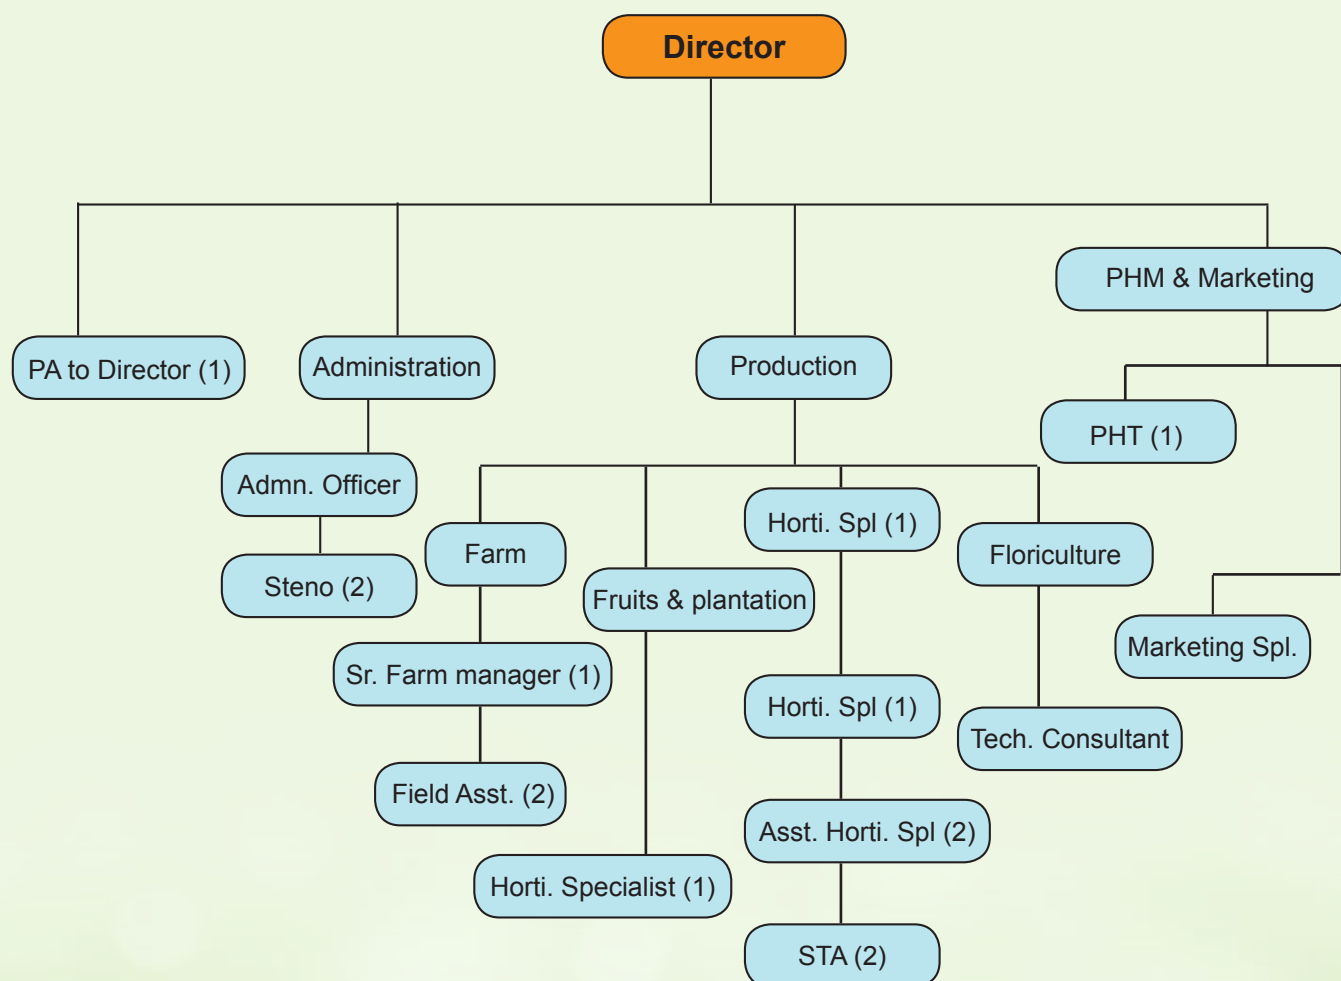 Director
PHM & Marketing
PA to Director (1)
Administration
Production
PHT (1)
Admn. Officer
Horti. Spl (1)
Farm
Floriculture
Steno (2)
Fruits & plantation
Marketing Spl.
Sr. Farm manager (1)
Horti. Spl (1)
Tech. Consultant
Field Asst. (2)
Asst. Horti. Spl (2)
Horti. Specialist (1)
STA (2)